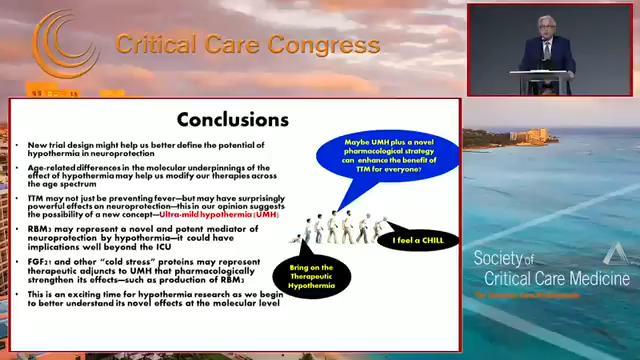 Critical Care Congress
Conclusions
• New trial design might help us better define the potential of
hypothermia in neuroprotection
• Age-related differences in the molecular underpinnings of the
effect of hypothermia may help us modify our therapies across
the age spectrum
• TTM may not just be preventing fever—but may have surprisingly
powerful effects on neuroprotection—this in our opinion suggests
the possibility of a new concept—Ultra-mild hypothermia (UMH)
• RBM3 may represent a novel and potent mediator of
neuroprotection by hypothermia—it could have
implications well beyond the ICU
• FGF21 and other “cold stress” proteins may represent
therapeutic adjuncts to UMH that pharmacologically
strengthen its effects—such as production of RBM3
• This is an exciting time for hypothermia research as we begin
to better understand its novel effects at the molecular level
Maybe UMH plus a novel
pharmacological strategy
can enhance the benefit of
TTM for everyone?
I feel a CHILL
Bring on the
Therapeutic
Hypothermia
Society of
Critical Care Medicine